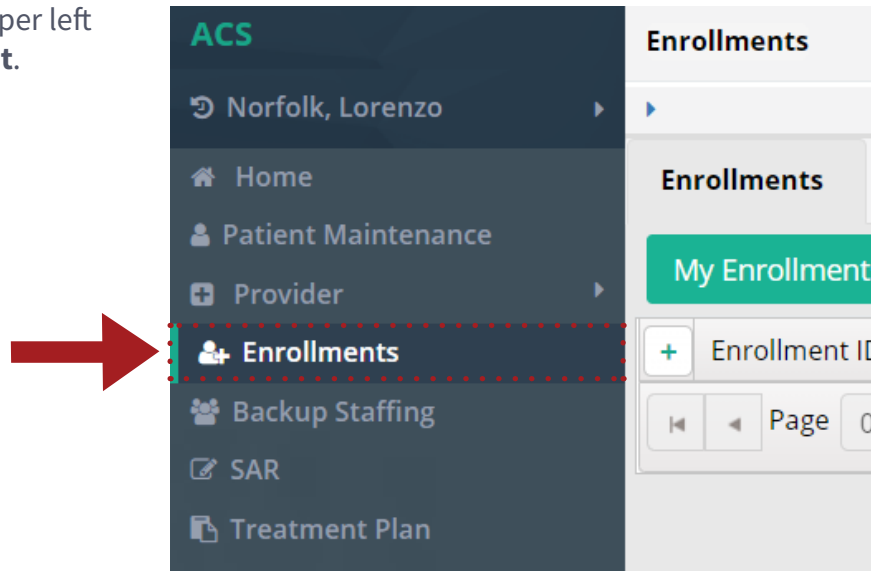 per left
t.
ACS
Norfolk, Lorenzo
Home
Patient Maintenance
Provider
Enrollments
Backup Staffing
SAR
Treatment Plan
Enrollments
Enrollments
My Enrollment
+ Enrollment ID
Page 0